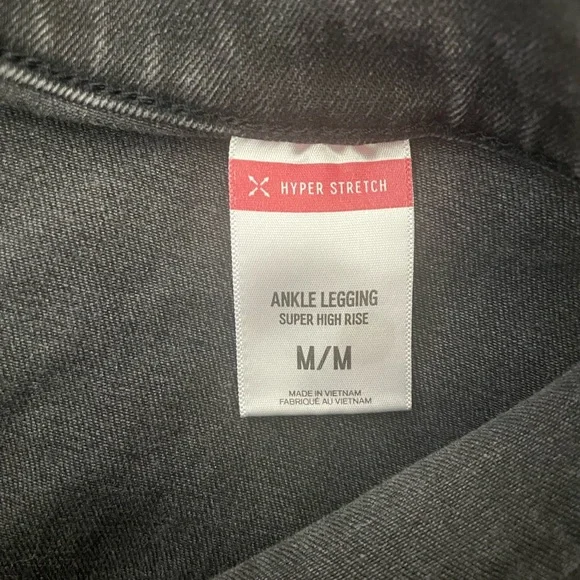 HYPER STRETCH
ANKLE LEGGING
SUPER HIGH RISE
M/M
MADE IN VIETNAM
FABRIQUÉ AU VIETNAM